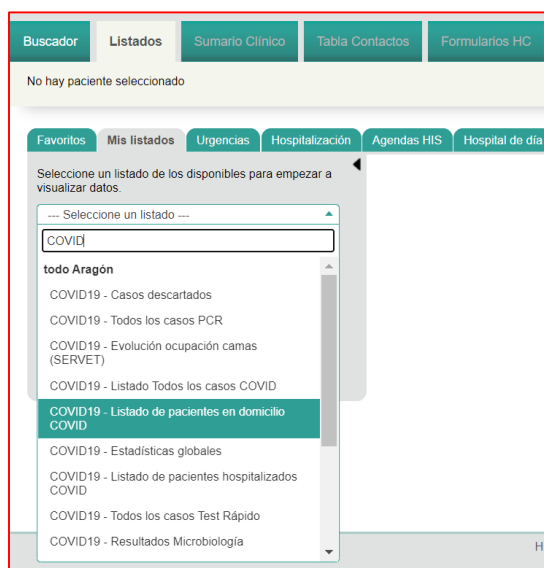 Buscador Listados Sumario Clínico Tabla Contactos Formularios HC
No hay paciente seleccionado
Favoritos Mis listados Urgencias Hospitalización Agendas HIS Hospital de día
Seleccione un listado de los disponibles para empezar a
visualizar datos.
--- Seleccione un listado ---
COVID
todo Aragón
COVID19 - Casos descartados
COVID19 - Todos los casos PCR
COVID19 - Evolución ocupación camas
(SERVET)
COVID19 - Listado Todos los casos COVID
COVID19 - Listado de pacientes en domicilio
COVID
COVID19 - Estadísticas globales
COVID19 - Listado de pacientes hospitalizados
COVID
COVID19 - Todos los casos Test Rápido
COVID19 - Resultados Microbiología
H